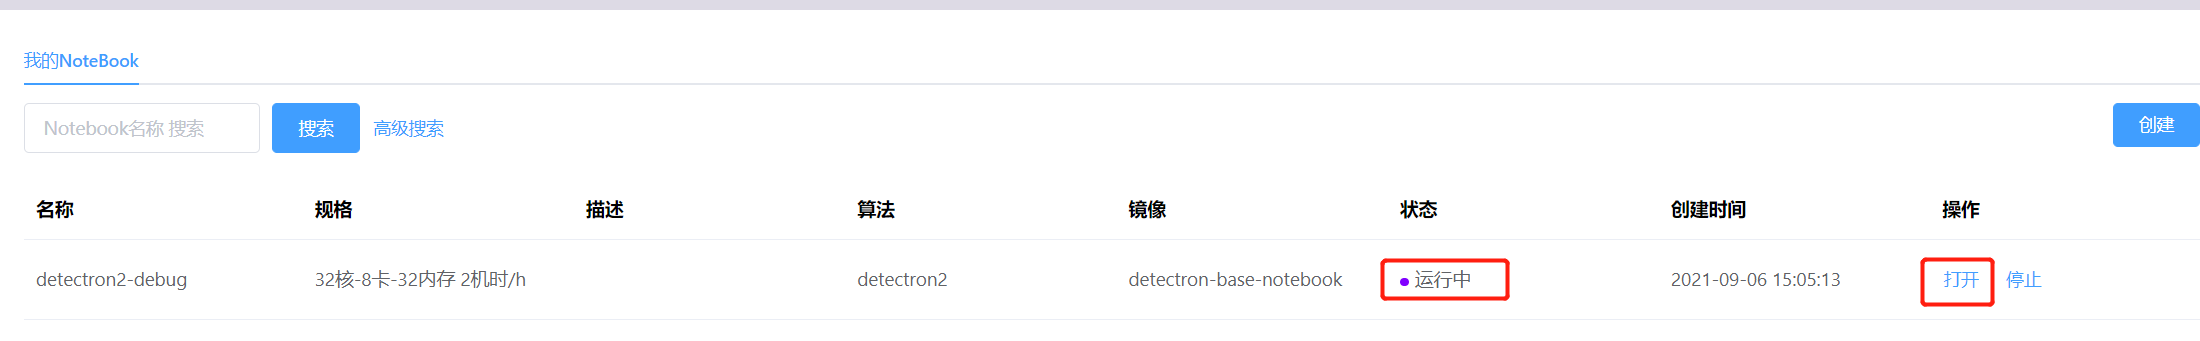 我的NoteBook
Notebook名称 搜索 搜索 高级搜索 创建
名称 规格 描述 算法 镜像 状态 创建时间 操作
detectron2-debug 32核-8卡-32内存 2机时/h detectron2 detectron-base-notebook 运行中 2021-09-06 15:05:13 打开 停止